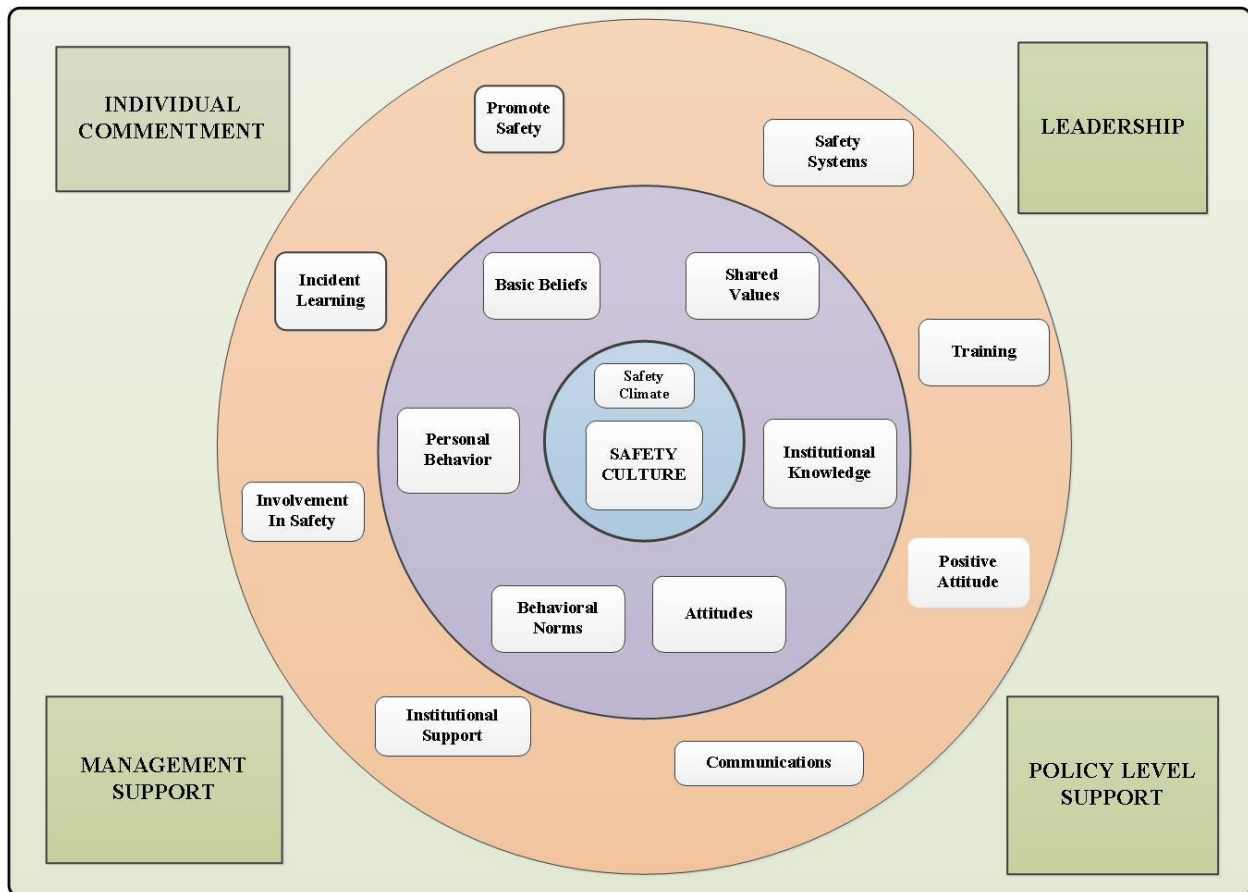 INDIVIDUAL
COMMENTMENT
Promote
Safety
Safety
Systems
LEADERSHIP
Incident
Learning
Basic Beliefs
Shared
Values
Training
Safety
Climate
Personal
Behavior
SAFETY
CULTURE
Institutional
Knowledge
Involvement
In Safety
Positive
Attitude
Behavioral
Norms
Attitudes
Institutional
Support
Communications
MANAGEMENT
SUPPORT
POLICY LEVEL
SUPPORT